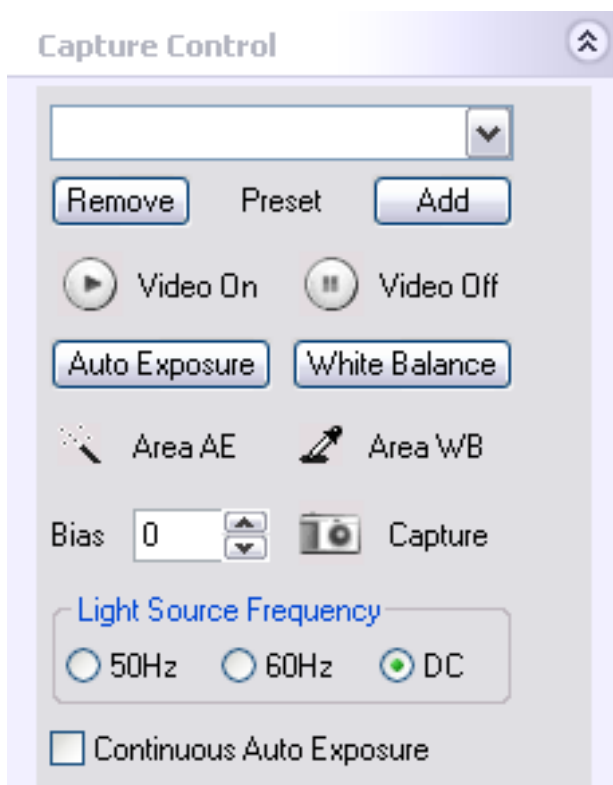 Capture Control
Remove Preset Add
Video On Video Off
Auto Exposure White Balance
Area AE Area WB
Bias 0 Capture
Light Source Frequency
50Hz 60Hz DC
Continuous Auto Exposure